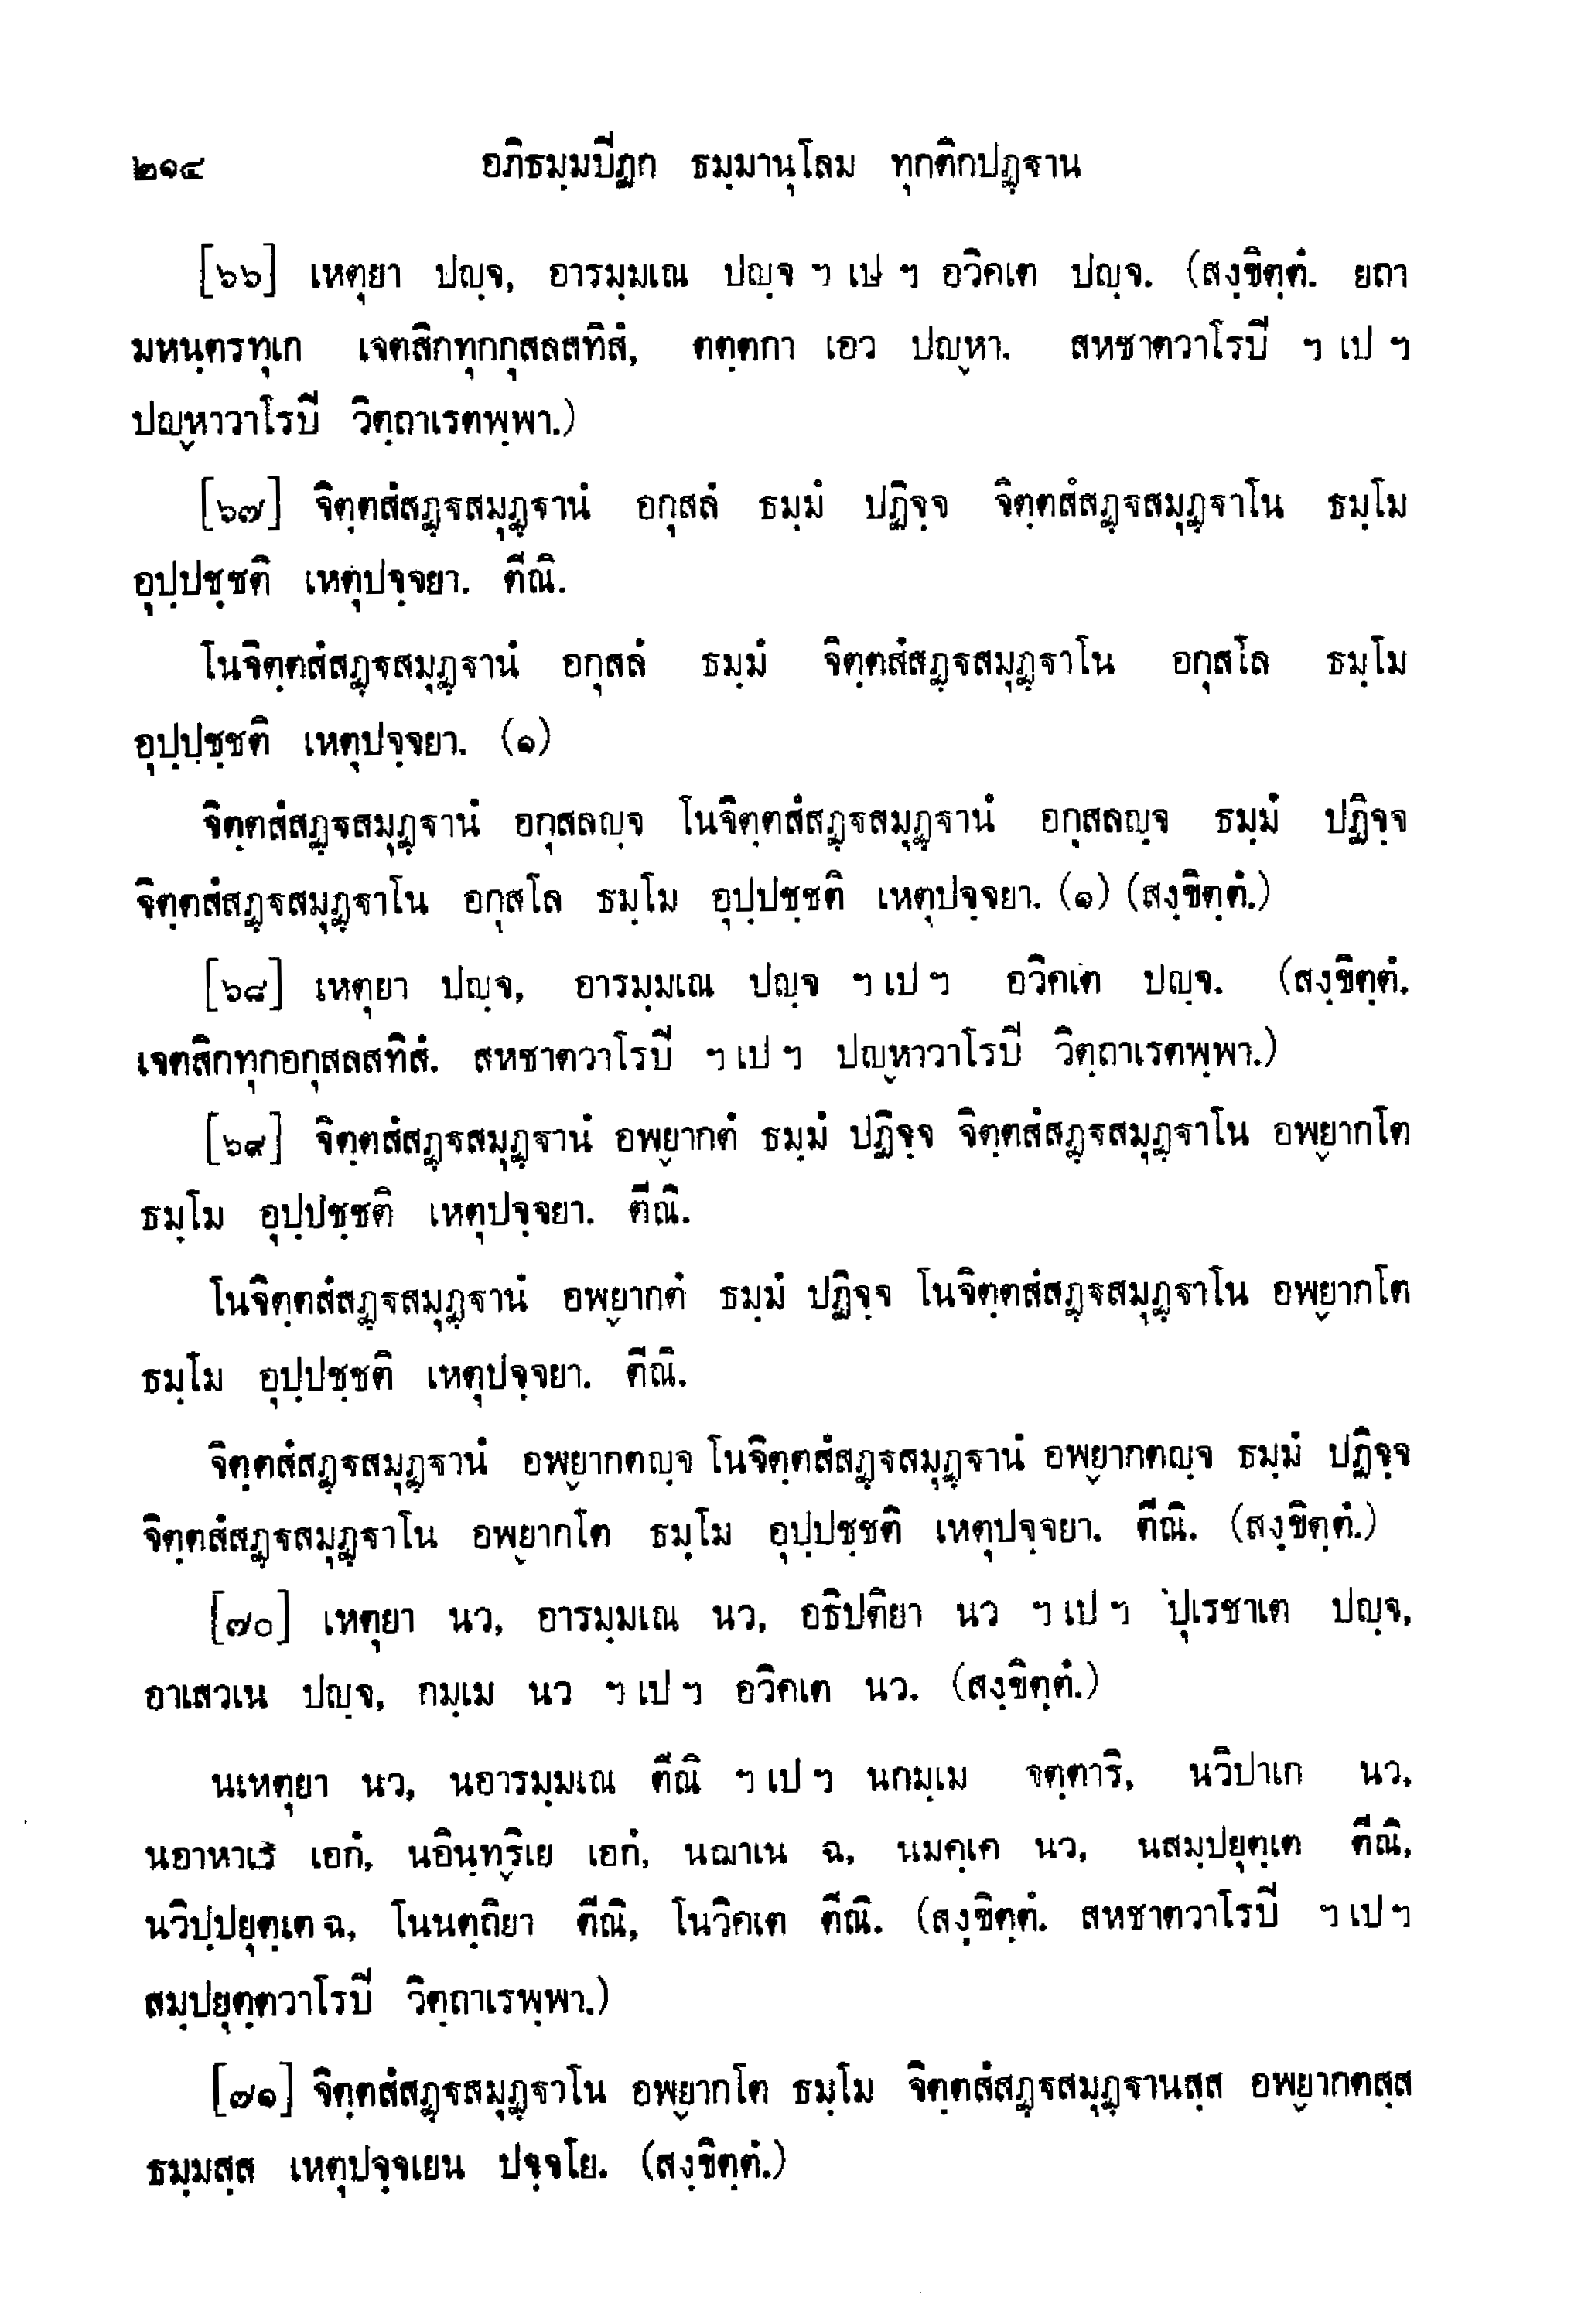 ๒๑๔ อภิธมฺมปีฏก ธมฺมานุโลม ทุกติกปฏฺฐาน
[๖๖] เหตุยา ปญฺจ, อารมฺมเณ ปญฺจ ฯ เป ฯ อวิคเต ปญฺจ. (สงฺขิตฺตํ. ยถา
มหนฺตรทุเก เจตสิกทุกกุสลสทิสํ, ตตฺตกา เอว ปญฺหา. สหชาตวาโรปี ฯ เป ฯ
ปญฺหาวาโรปี วิตฺถาเรตพฺพา.)
[๖๗] จิตฺตสํสฏฺฐสมุฏฺฐานํ อกุสลํ ธมฺมํ ปฏิจฺจ จิตฺตสํสฏฺฐสมุฏฺฐาโน ธมฺโม
อุปฺปชฺชติ เหตุปจฺจยา. ตีณิ.
โนจิตฺตสํสฏฺฐสมุฏฺฐานํ อกุสลํ ธมฺมํ จิตฺตสํสฏฺฐสมุฏฺฐาโน อกุสโล ธมฺโม
อุปฺปชฺชติ เหตุปจฺจยา. (๑)
จิตฺตสํสฏฺฐสมุฏฺฐานํ อกุสลญฺจ โนจิตฺตสํสฏฺฐสมุฏฺฐานํ อกุสลญฺจ ธมฺมํ ปฏิจฺจ
จิตฺตสํสฏฺฐสมุฏฺฐาโน อกุสโล ธมฺโม อุปฺปชฺชติ เหตุปจฺจยา. (๑) (สงฺขิตฺตํ.)
[๖๘] เหตุยา ปญฺจ, อารมฺมเณ ปญฺจ ฯ เป ฯ อวิคเต ปญฺจ. (สงฺขิตฺตํ.
เจตสิกทุกอกุสลสทิสํ. สหชาตวาโรปี ฯ เป ฯ ปญฺหาวาโรปี วิตฺถาเรตพฺพา.)
[๖๙] จิตฺตสํสฏฺฐสมุฏฺฐานํ อพฺยากตํ ธมฺมํ ปฏิจฺจ จิตฺตสํสฏฺฐสมุฏฺฐาโน อพฺยากโต
ธมฺโม อุปฺปชฺชติ เหตุปจฺจยา. ตีณิ.
โนจิตฺตสํสฏฺฐสมุฏฺฐานํ อพฺยากตํ ธมฺมํ ปฏิจฺจ โนจิตฺตสํสฏฺฐสมุฏฺฐาโน อพฺยากโต
ธมฺโม อุปฺปชฺชติ เหตุปจฺจยา. ตีณิ.
จิตฺตสํสฏฺฐสมุฏฺฐานํ อพฺยากตญฺจ โนจิตฺตสํสฏฺฐสมุฏฺฐานํ อพฺยากตญฺจ ธมฺมํ ปฏิจฺจ
จิตฺตสํสฏฺฐสมุฏฺฐาโน อพฺยากโต ธมฺโม อุปฺปชฺชติ เหตุปจฺจยา. ตีณิ. (สงฺขิตฺตํ.)
[๗๐] เหตุยา นว, อารมฺมเณ นว, อธิปติยา นว ฯ เป ฯ ปุเรชาเต ปญฺจ,
อาเสวเน ปญฺจ, กมฺเม นว ฯ เป ฯ อวิคเต นว. (สงฺขิตฺตํ.)
นเหตุยา นว, นอารมฺมเณ ตีณิ ฯ เป ฯ นกมฺเม จตฺตาริ, นวิปาเก นว,
นอาหาเร เอกํ, นอินฺทฺริเย เอกํ, นฌาเน ฉ, นมคฺเค นว, นสมฺปยุตฺเต ตีณิ,
นวิปฺปยุตฺเต ฉ, โนนตฺถิยา ตีณิ, โนวิคเต ตีณิ. (สงฺขิตฺตํ. สหชาตวาโรปี ฯ เป ฯ
สมฺปยุตฺตวาโรปี วิตฺถาเรพฺพา.)
[๗๑] จิตฺตสํสฏฺฐสมุฏฺฐาโน อพฺยากโต ธมฺโม จิตฺตสํสฏฺฐสมุฏฺฐานสฺส อพฺยากตสฺส
ธมฺมสฺส เหตุปจฺจเยน ปจฺจโย. (สงฺขิตฺตํ.)